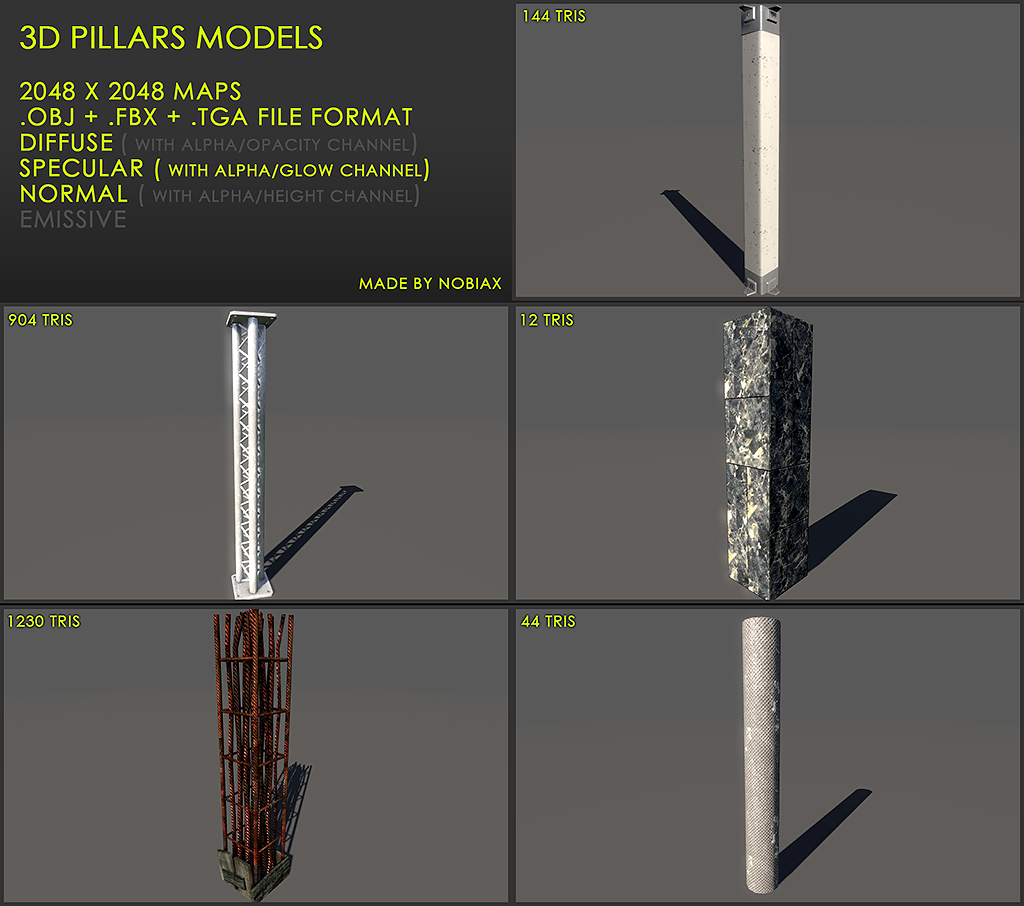 3D PILLARS MODELS
2048 X 2048 MAPS
.OBJ + .FBX + .TGA FILE FORMAT
DIFFUSE ( WITH ALPHA/OPACITY CHANNEL)
SPECULAR ( WITH ALPHA/GLOW CHANNEL)
NORMAL ( WITH ALPHA/HEIGHT CHANNEL)
EMISSIVE
MADE BY NOBIAX
144 TRIS
904 TRIS
12 TRIS
1230 TRIS
44 TRIS